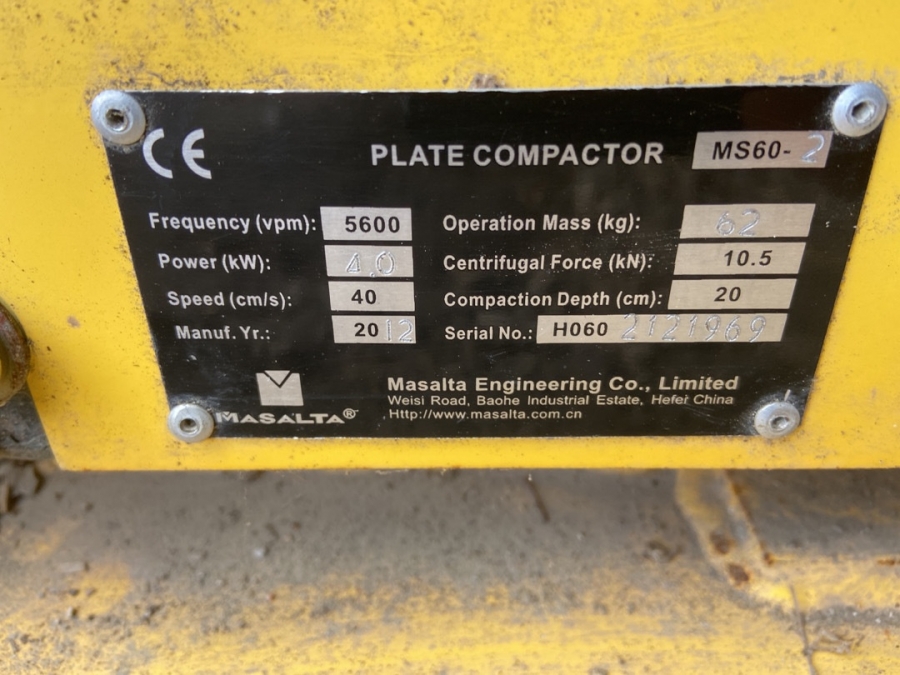 CE PLATE COMPACTOR MS60-2
Frequency (vpm): 5600 Operation Mass (kg): 62
Power (kW): 4.0 Centrifugal Force (kN): 10.5
Speed (cm/s): 40 Compaction Depth (cm): 20
Manuf. Yr.: 2012 Serial No.: H060 2121969
MASALTA® Masalta Engineering Co., Limited
Weisi Road, Baohe Industrial Estate, Hefei China
Http://www.masalta.com.cn